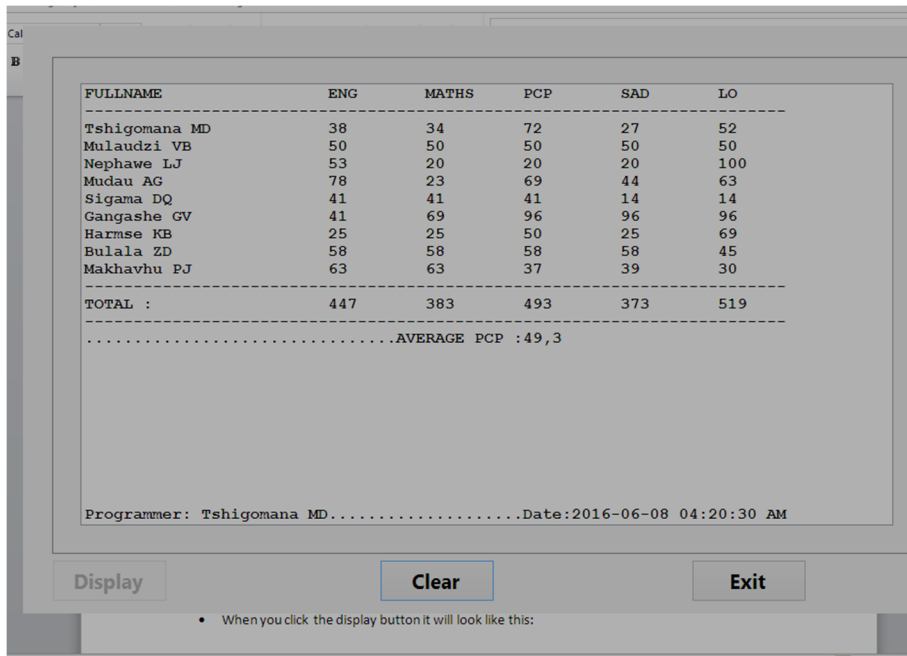 Cal
B
FULLNAME ENG MATHS PCP SAD LO
--------------------------------------------------------------------------------
Tshigomana MD 38 34 72 27 52
Mulaudzi VB 50 50 50 50 50
Nephawe LJ 53 20 20 20 100
Mudau AG 78 23 69 44 63
Sigama DQ 41 41 41 14 14
Gangashe GV 41 69 96 96 96
Harmse KB 25 25 50 25 69
Bulala ZD 58 58 58 58 45
Makhavhu PJ 63 63 37 39 30
--------------------------------------------------------------------------------
TOTAL : 447 383 493 373 519
--------------------------------------------------------------------------------
................................AVERAGE PCP :49,3
Programmer: Tshigomana MD....................Date:2016-06-08 04:20:30 AM
Display Clear Exit
• When you click the display button it will look like this: